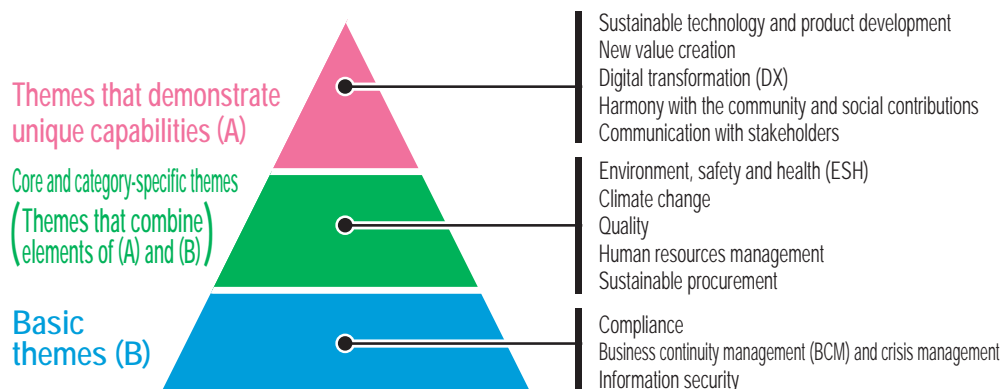 Themes that demonstrate
unique capabilities (A)
Sustainable technology and product development
New value creation
Digital transformation (DX)
Harmony with the community and social contributions
Communication with stakeholders
Core and category-specific themes
(Themes that combine
elements of (A) and (B))
Environment, safety and health (ESH)
Climate change
Quality
Human resources management
Sustainable procurement
Basic
themes (B)
Compliance
Business continuity management (BCM) and crisis management
Information security